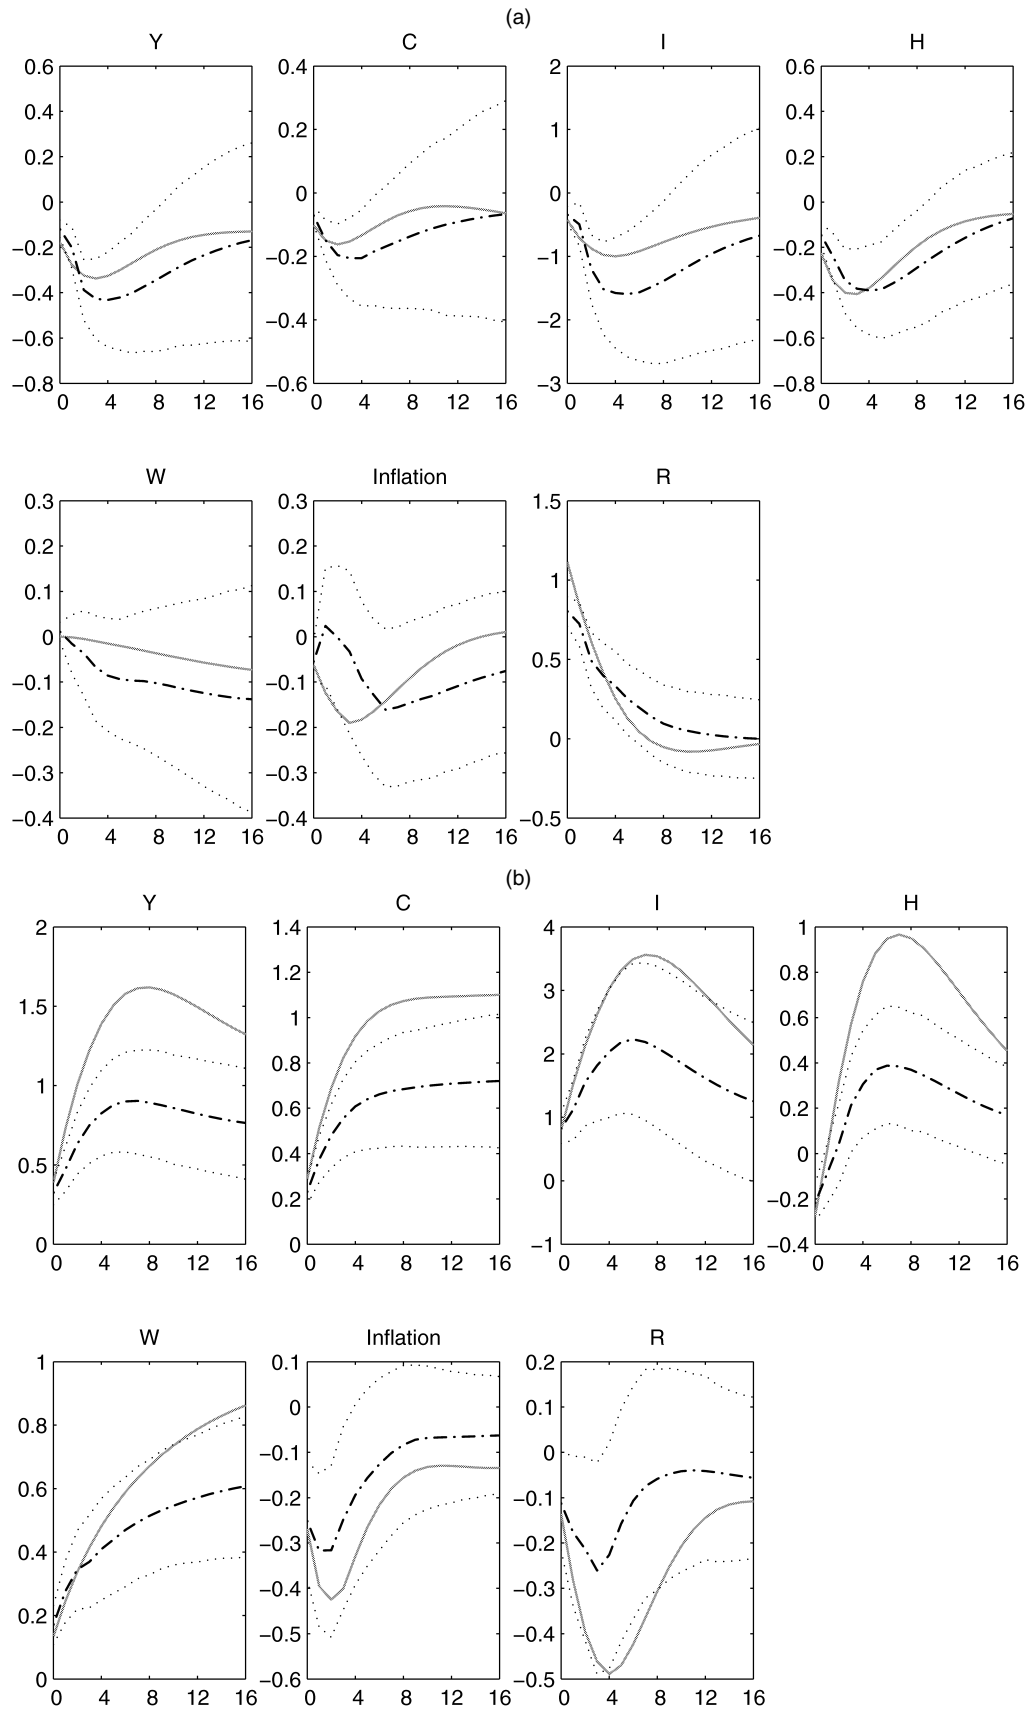 (a)
Y C I H
0.6 0.4 2 0.6
0.4 0.4
0.2 1
0.2 0.2
0 0 0 0
−0.2 −0.2 −1 −0.2
−0.4 −0.4 −2 −0.4
−0.6 −0.6
−0.8 −0.6 −3 −0.8
0 4 8 12 16 0 4 8 12 16 0 4 8 12 16 0 4 8 12 16
W Inflation R
0.3 0.3 1.5
0.2 0.2
0.1 0.1 1
0 0
−0.1 −0.1 0.5
−0.2 −0.2
−0.3 −0.3 0
−0.4 −0.4 −0.5
0 4 8 12 16 0 4 8 12 16 0 4 8 12 16
(b)
Y C I H
2 1.4 4 1
1.2 0.8
1.5 3
1 0.6
1 0.8 2 0.4
0.6 1 0.2
0.5 0.4 0 0
0.2 −0.2
0 0 −1 −0.4
0 4 8 12 16 0 4 8 12 16 0 4 8 12 16 0 4 8 12 16
W Inflation R
1 0.1 0.2
0.8 0 0.1
−0.1 0
0.6 −0.2 −0.1
0.4 −0.3 −0.2
−0.4 −0.3
0.2 −0.5 −0.4
0 −0.6 −0.5
0 4 8 12 16 0 4 8 12 16 0 4 8 12 16